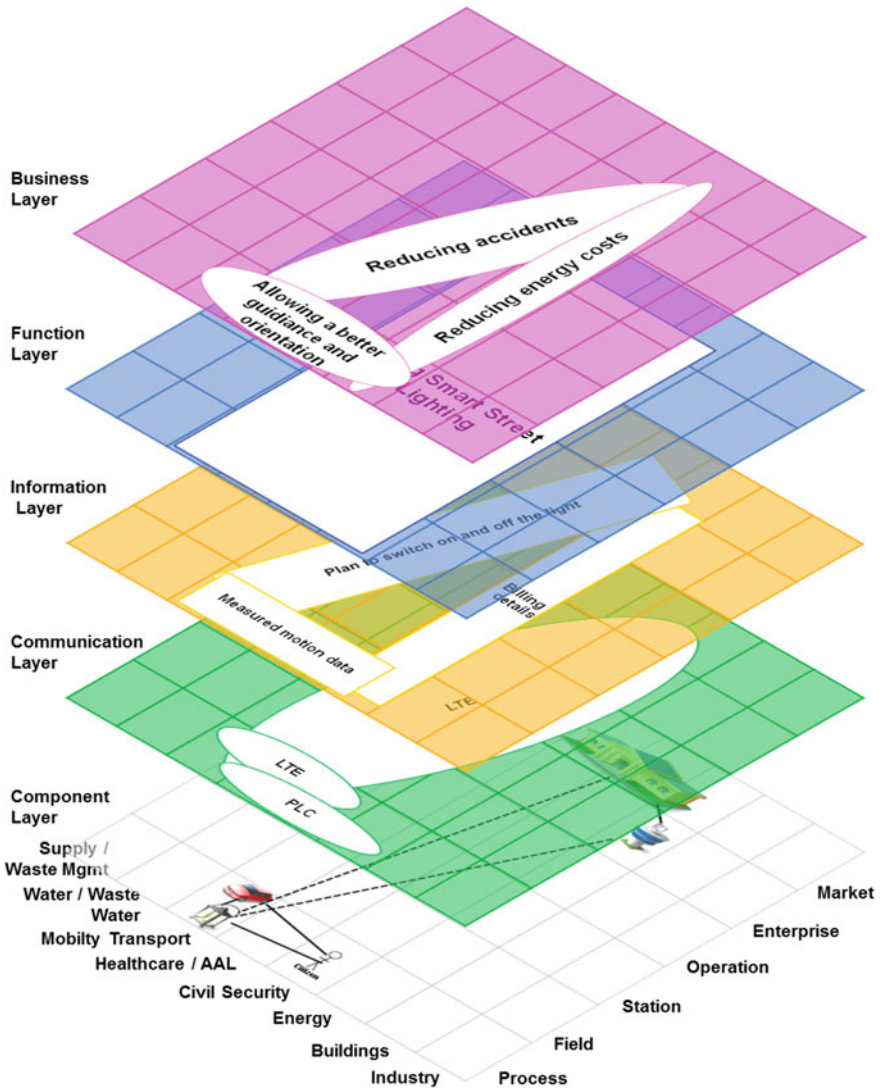 Business
Layer
Reducing accidents
Reducing energy costs
Allowing a better
guidiance and
orientation
Function
Layer
Smart Street
Lighting
Information
Layer
Plan to switch on and off the light
Billing
details
Measured motion data
Communication
Layer
LTE
LTE
PLC
Component
Layer
Supply /
Waste Mgmt
Water / Waste
Water
Mobilty Transport
Healthcare / AAL
Civil Security
Energy
Buildings
Industry
Citizen
Market
Enterprise
Operation
Station
Field
Process